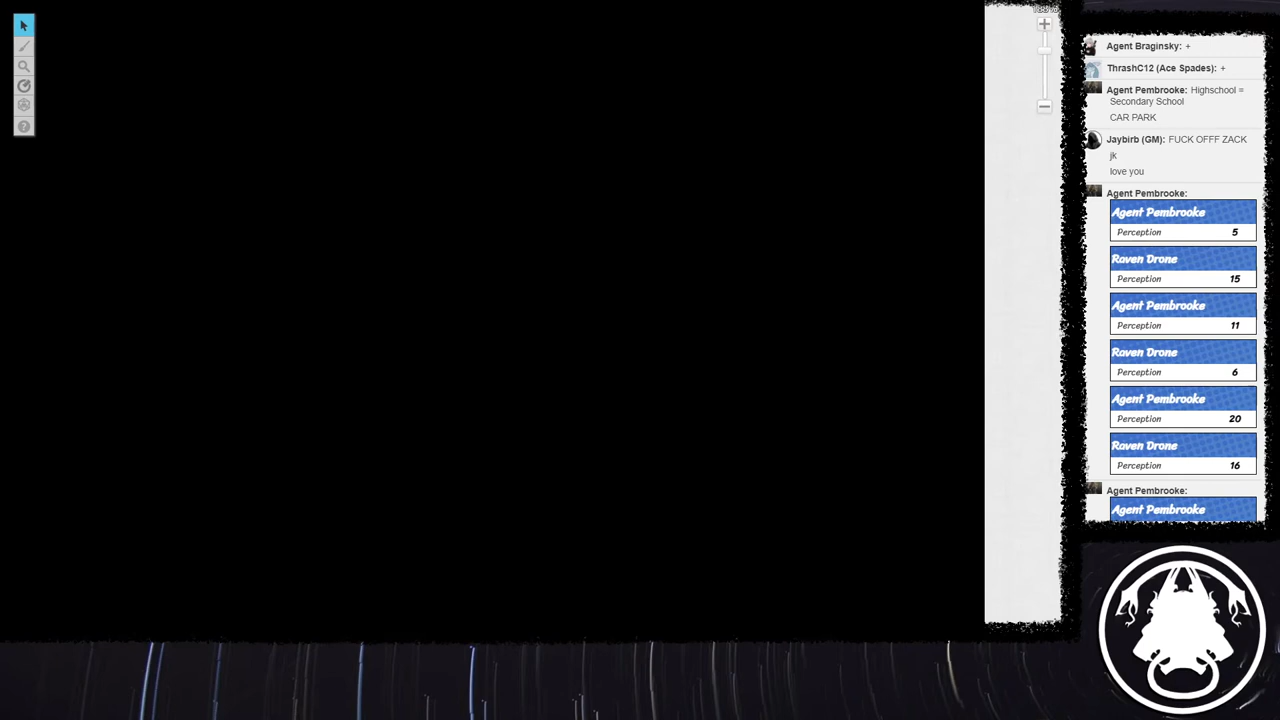 Agent Braginsky: +
ThrashC12 (Ace Spades): +
Agent Pembrooke: Highschool =
Secondary School
CAR PARK
Jaybirb (GM): FUCK OFFF ZACK
jk
love you
Agent Pembrooke:
Agent Pembrooke
Perception 5
Raven Drone
Perception 15
Agent Pembrooke
Perception 11
Raven Drone
Perception 6
Agent Pembrooke
Perception 20
Raven Drone
Perception 16
Agent Pembrooke:
Agent Pembrooke